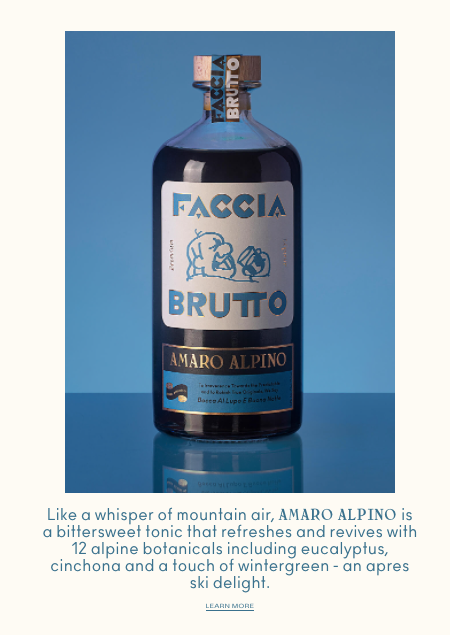 FACCIA
BRUTTO
FACCIA
BRUTTO
AMARO ALPINO
Like a whisper of mountain air, AMARO ALPINO is
a bittersweet tonic that refreshes and revives with
12 alpine botanicals including eucalyptus,
cinchona and a touch of wintergreen - an apres
ski delight.
LEARN MORE